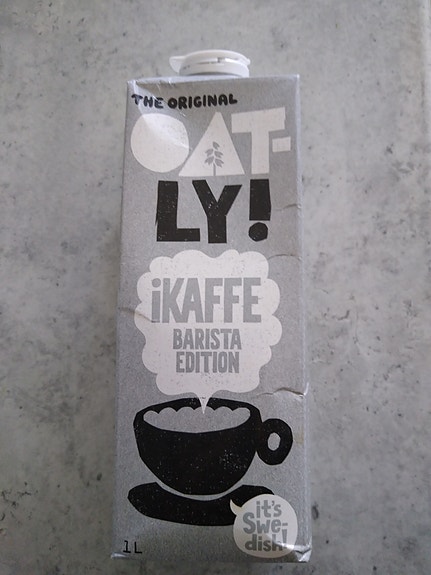 THE ORIGINAL
OAT-
LY!
iKAFFE
BARISTA
EDITION
it's
Swe-
dish!
1L